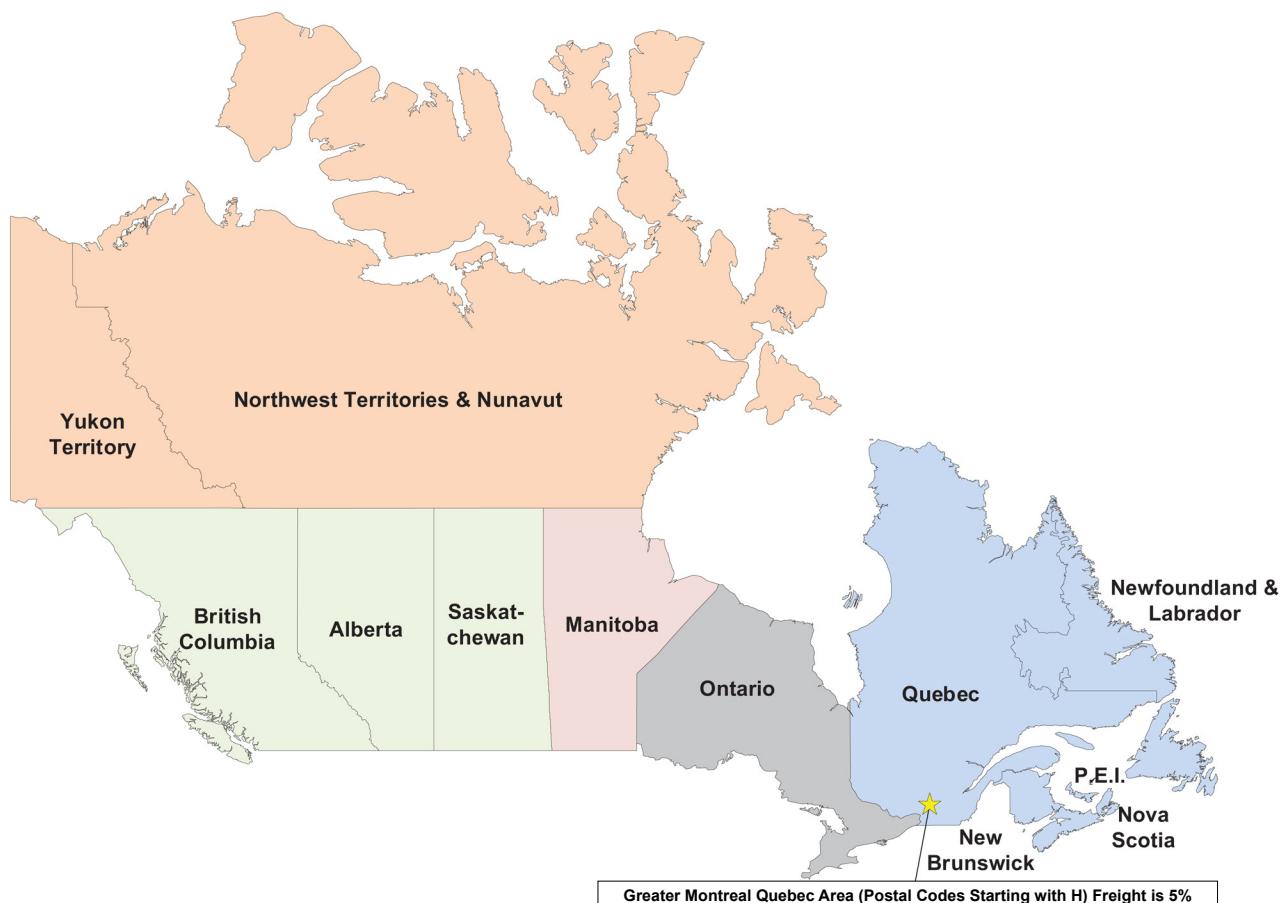 Northwest Territories & Nunavut
Yukon
Territory
British
Columbia
Alberta
Saskat-
chewan
Manitoba
Ontario
Quebec
Newfoundland &
Labrador
P.E.I.
Nova
Scotia
New
Brunswick
Greater Montreal Quebec Area (Postal Codes Starting with H) Freight is 5%